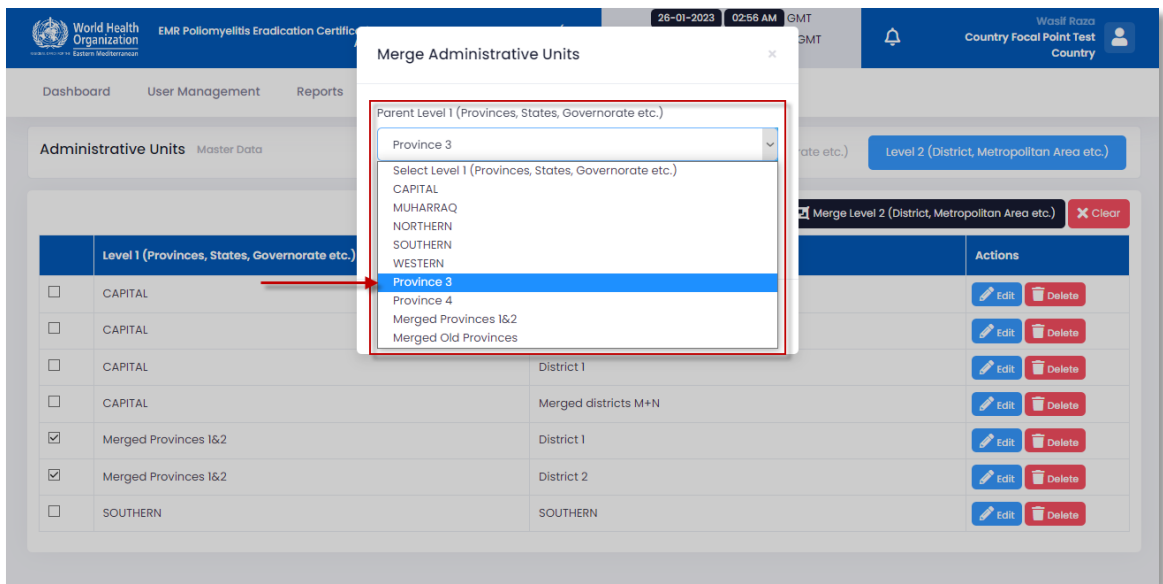 World Health
Organization
Eastern Mediterranean
EMR Poliomyelitis Eradication Certific
26-01-2023 02:56 AM GMT
GMT
Wasif Raza
Country Focal Point Test
Country
Dashboard User Management Reports
Merge Administrative Units ×
Parent Level 1 (Provinces, States, Governorate etc.)
Province 3
Select Level 1 (Provinces, States, Governorate etc.)
CAPITAL
MUHARRAQ
NORTHERN
SOUTHERN
WESTERN
Province 3
Province 4
Merged Provinces 1&2
Merged Old Provinces
Administrative Units Master Data
rate etc.) Level 2 (District, Metropolitan Area etc.)
Merge Level 2 (District, Metropolitan Area etc.) Clear
Level 1 (Provinces, States, Governorate etc.) Actions
CAPITAL Edit Delete
CAPITAL Edit Delete
CAPITAL District 1 Edit Delete
CAPITAL Merged districts M+N Edit Delete
Merged Provinces 1&2 District 1 Edit Delete
Merged Provinces 1&2 District 2 Edit Delete
SOUTHERN SOUTHERN Edit Delete